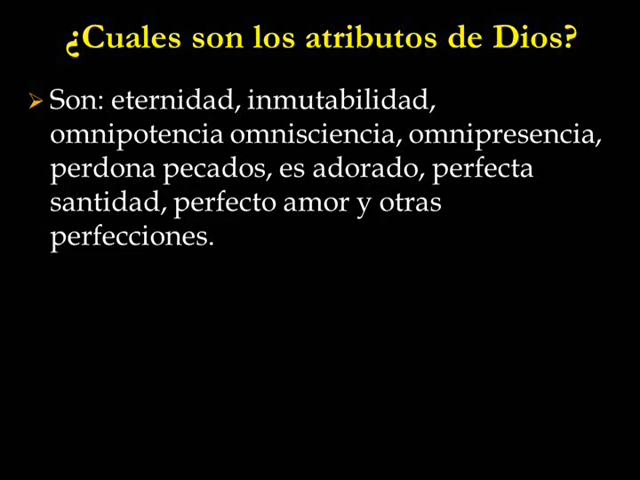 ¿Cuales son los atributos de Dios?
Son: eternidad, inmutabilidad,
omnipotencia omnisciencia, omnipresencia,
perdona pecados, es adorado, perfecta
santidad, perfecto amor y otras
perfecciones.